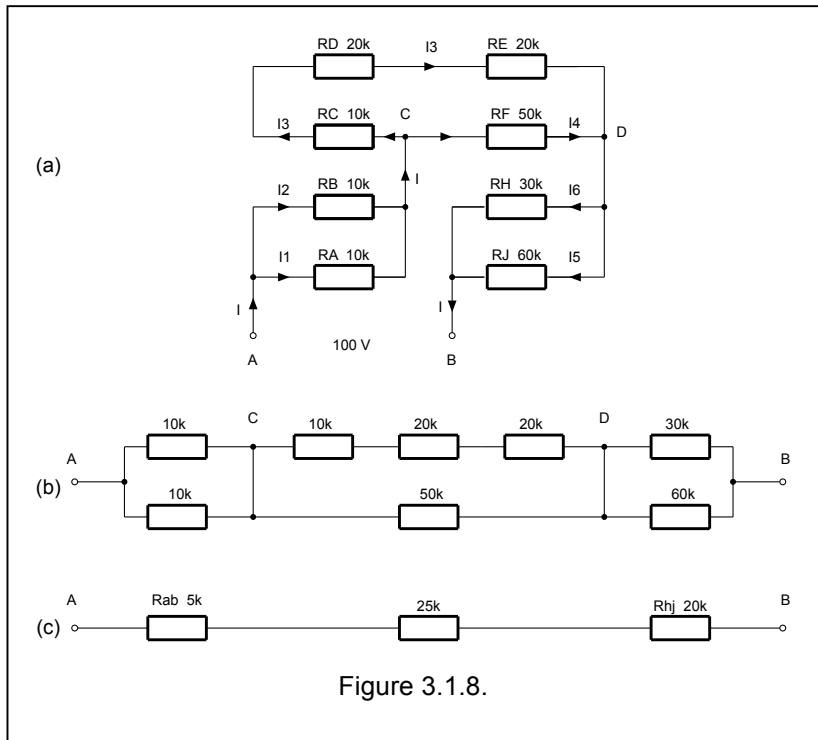 RD 20k I3 RE 20k
C
I3 RC 10k RF 50k I4 D
(a)
I2 RB 10k I RH 30k I6
I1 RA 10k RJ 60k I5
I 100 V I
A B
10k C 10k 20k 20k D 30k
A B
(b)
10k 50k 60k
A Rab 5k 25k Rhj 20k B
(c)
Figure 3.1.8.